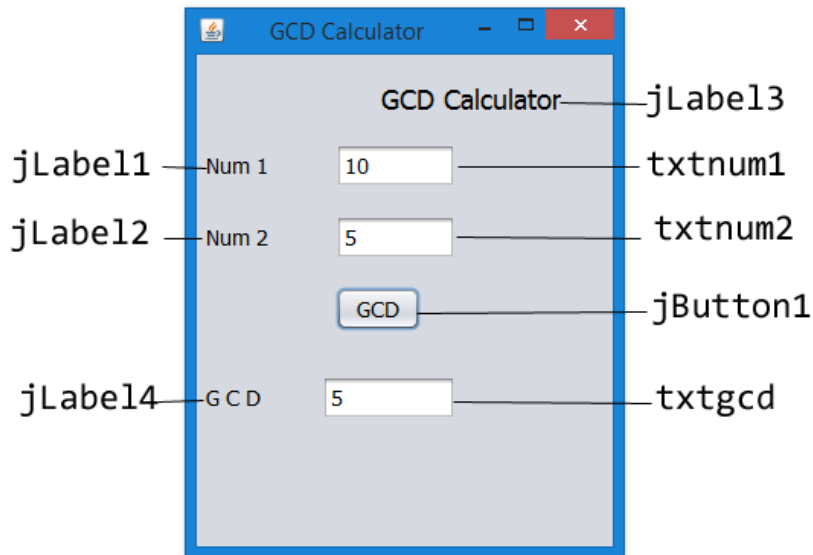 GCD Calculator
GCD Calculator jLabel3
jLabel1 Num 1 10 txtnum1
jLabel2 Num 2 5 txtnum2
GCD jButton1
jLabel4 G C D 5 txtgcd